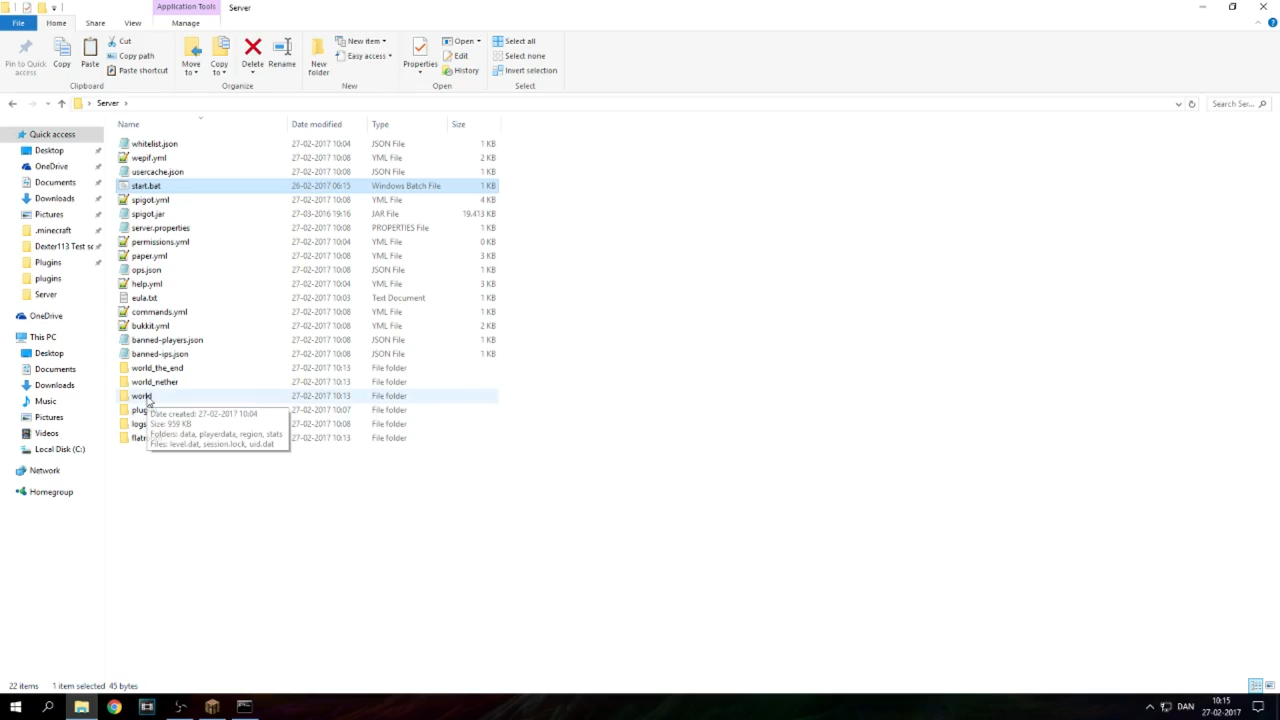 Application Tools Server
File Home Share View Manage
Pin to Quick access
Copy
Paste
Cut
Copy path
Paste shortcut
Clipboard
Move to
Copy to
Delete
Rename
Organize
New folder
New item
Easy access
New
Properties
Open
Edit
History
Open
Select all
Select none
Invert selection
Select
Server
Search Ser...
Name Date modified Type Size
Quick access
Desktop
OneDrive
Documents
Downloads
Pictures
.minecraft
Dexter113 Test se
Plugins
plugins
Server
OneDrive
This PC
Desktop
Documents
Downloads
Music
Pictures
Videos
Local Disk (C:)
Network
Homegroup
whitelist.json 27-02-2017 10:04 JSON File 1 KB
wepif.yml 27-02-2017 10:08 YML File 2 KB
usercache.json 27-02-2017 10:08 JSON File 1 KB
start.bat 26-02-2017 06:15 Windows Batch File 1 KB
spigot.yml 27-02-2017 10:08 YML File 4 KB
spigot.jar 27-03-2016 19:16 JAR File 19.413 KB
server.properties 27-02-2017 10:08 PROPERTIES File 1 KB
permissions.yml 27-02-2017 10:04 YML File 0 KB
paper.yml 27-02-2017 10:08 YML File 3 KB
ops.json 27-02-2017 10:08 JSON File 1 KB
help.yml 27-02-2017 10:04 YML File 3 KB
eula.txt 27-02-2017 10:03 Text Document 1 KB
commands.yml 27-02-2017 10:08 YML File 1 KB
bukkit.yml 27-02-2017 10:08 YML File 2 KB
banned-players.json 27-02-2017 10:08 JSON File 1 KB
banned-ips.json 27-02-2017 10:08 JSON File 1 KB
world_the_end 27-02-2017 10:13 File folder
world_nether 27-02-2017 10:13 File folder
world 27-02-2017 10:13 File folder
plug 27-02-2017 10:07 File folder
logs 27-02-2017 10:08 File folder
flatr 27-02-2017 10:13 File folder
Date created: 27-02-2017 10:04
Size: 959 KB
Folders: data, playerdata, region, stats
Files: level.dat, session.lock, uid.dat
22 items 1 item selected 45 bytes
DAN
10:15
27-02-2017